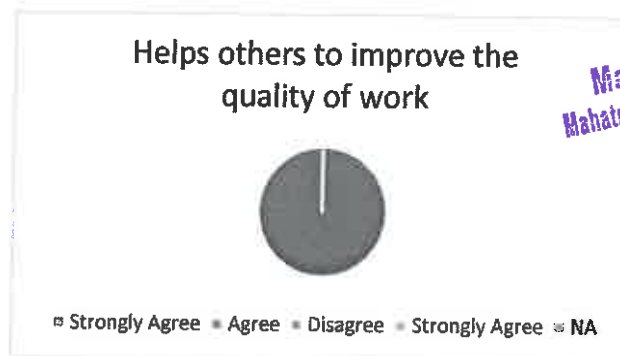 Helps others to improve the
quality of work
Strongly Agree Agree Disagree Strongly Agree NA